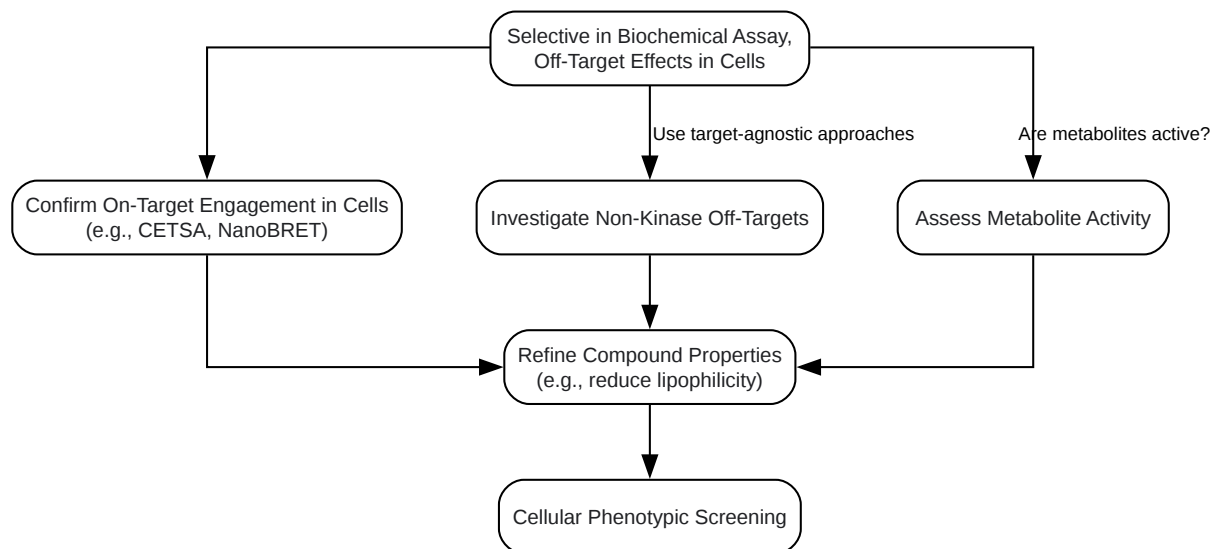 Selective in Biochemical Assay,
Off-Target Effects in Cells
Use target-agnostic approaches
Are metabolites active?
Confirm On-Target Engagement in Cells
(e.g., CETSA, NanoBRET)
Investigate Non-Kinase Off-Targets
Assess Metabolite Activity
Refine Compound Properties
(e.g., reduce lipophilicity)
Cellular Phenotypic Screening